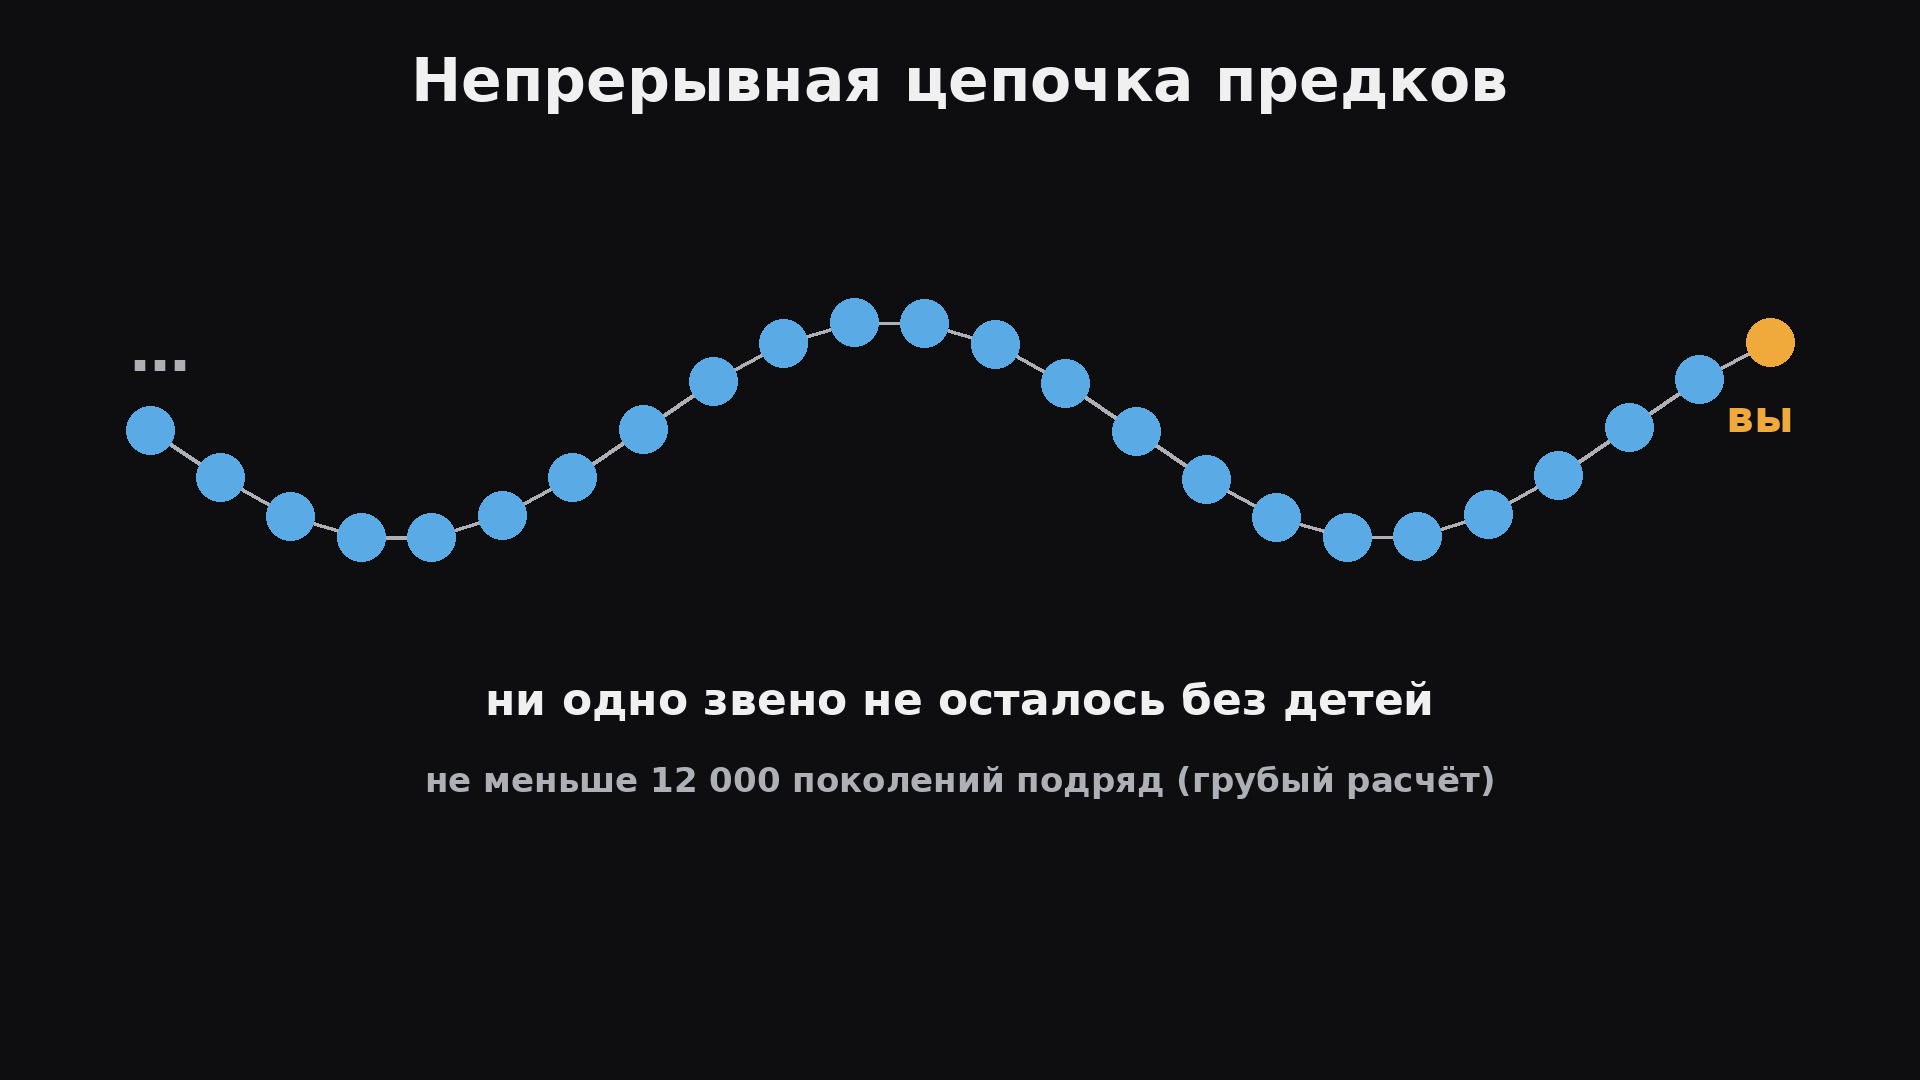 Непрерывная цепочка предков
...
вы
ни одно звено не осталось без детей
не меньше 12 000 поколений подряд (грубый расчёт)